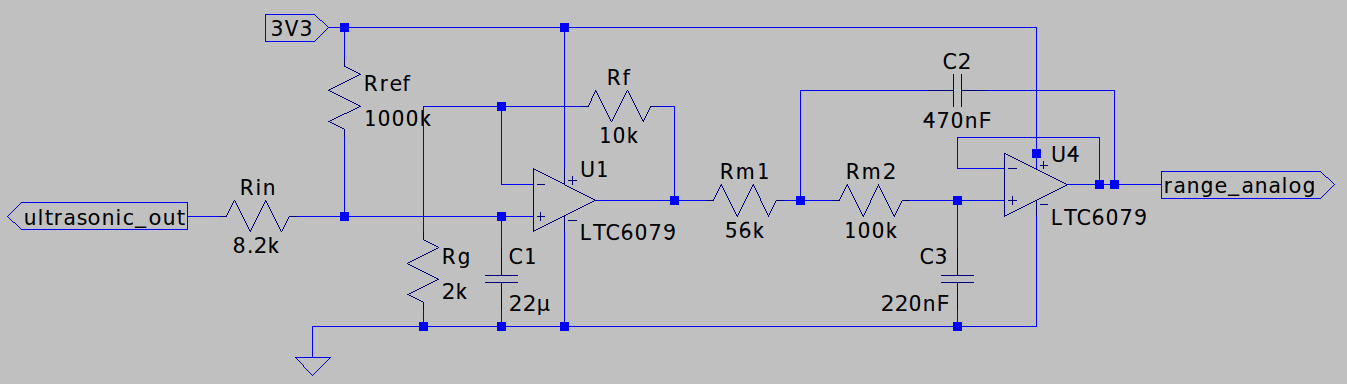 3V3
C2
Rf
Rref
1000k
470nF
10k
U4
U1
Rm1
Rm2
+
−
−
+
Rin
range_analog
ultrasonic_out
+
+
−
−
LTC6079
LTC6079
56k
100k
8.2k
Rg
C1
C3
2k
22µ
220nF